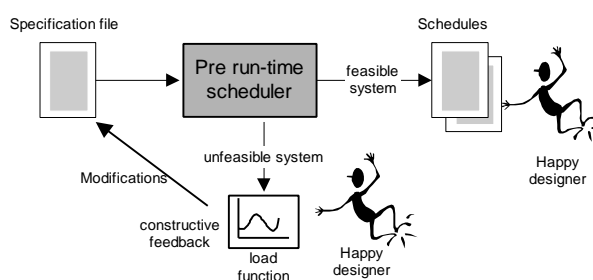 Specification file
Schedules
Pre run-time
scheduler
feasible
system
unfeasible system
Happy
designer
Modifications
constructive
feedback
load
function
Happy
designer